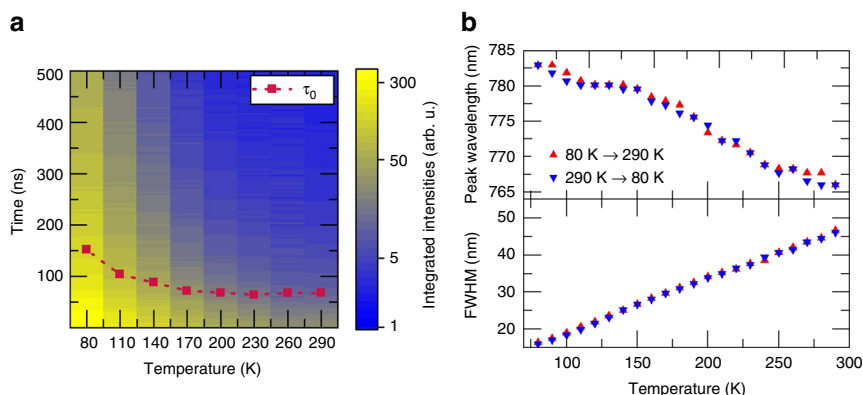 a
500
400
300
200
100
Time (ns)
80 110 140 170 200 230 260 290
Temperature (K)
τ0
300
50
5
1
Integrated intensities (arb. u.)
b
785
780
775
770
765
Peak wavelength (nm)
80 K → 290 K
290 K → 80 K
50
40
30
20
FWHM (nm)
100 150 200 250 300
Temperature (K)